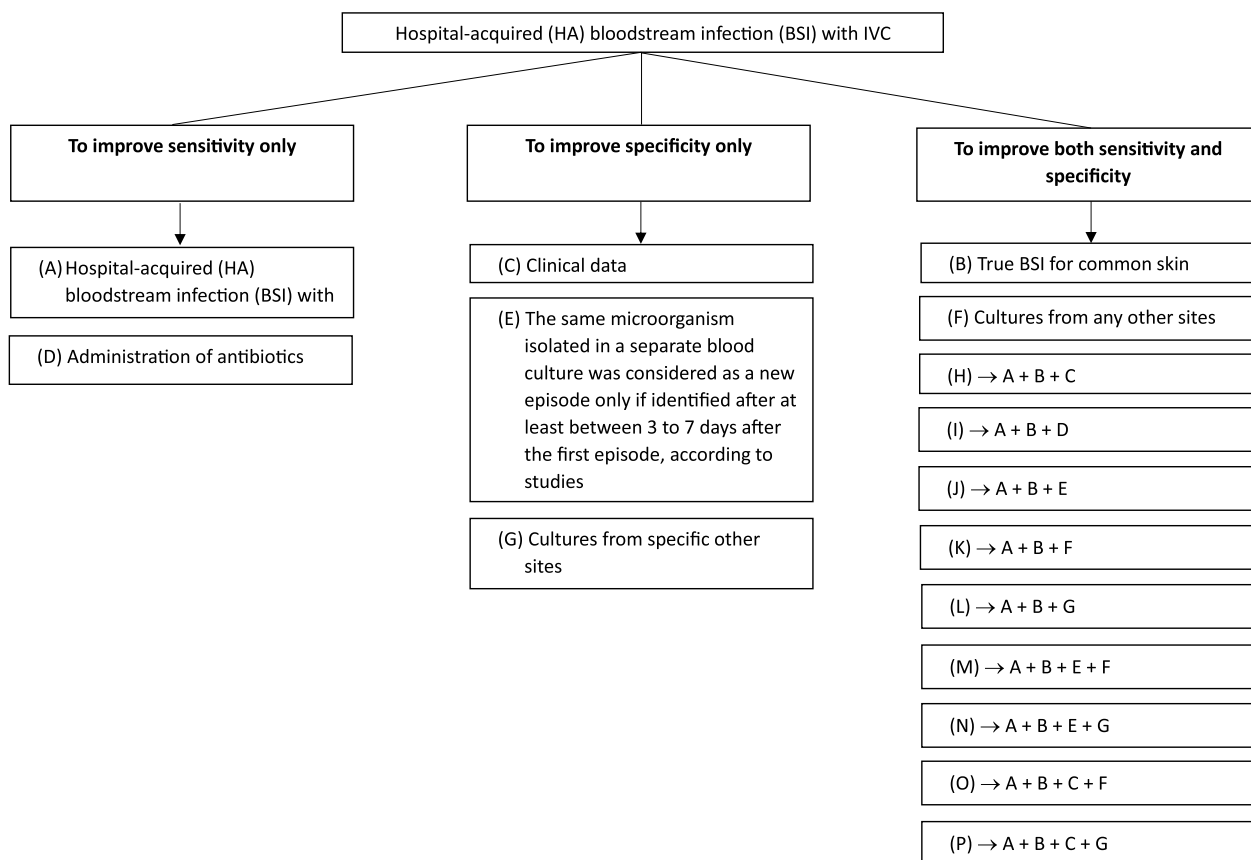 Hospital-acquired (HA) bloodstream infection (BSI) with IVC
To improve sensitivity only
(A) Hospital-acquired (HA)
bloodstream infection (BSI) with
(D) Administration of antibiotics
To improve specificity only
(C) Clinical data
(E) The same microorganism
isolated in a separate blood
culture was considered as a new
episode only if identified after at
least between 3 to 7 days after
the first episode, according to
studies
(G) Cultures from specific other
sites
To improve both sensitivity and
specificity
(B) True BSI for common skin
(F) Cultures from any other sites
(H) → A + B + C
(I) → A + B + D
(J) → A + B + E
(K) → A + B + F
(L) → A + B + G
(M) → A + B + E + F
(N) → A + B + E + G
(O) → A + B + C + F
(P) → A + B + C + G